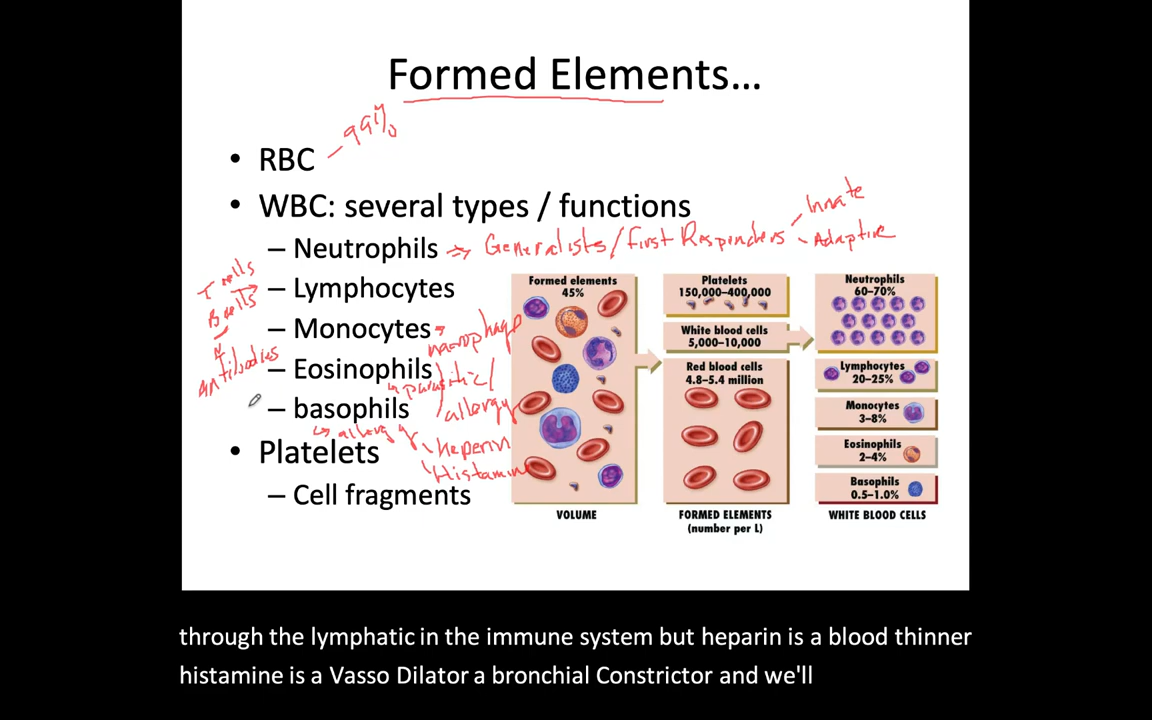 Formed Elements...
99%
• RBC
• WBC: several types / functions
Innate
– Neutrophils Generalists/First Responders
Adaptive
T cells
B cells
– Lymphocytes
– Monocytes
macrophage
Antibodies
– Eosinophils
parasitic/
allergy
– basophils
allergy
Heperin
Histamine
• Platelets
– Cell fragments
Formed elements
45%
VOLUME
Platelets
150,000–400,000
White blood cells
5,000–10,000
Red blood cells
4.8–5.4 million
FORMED ELEMENTS
(number per L)
Neutrophils
60–70%
Lymphocytes
20–25%
Monocytes
3–8%
Eosinophils
2–4%
Basophils
0.5–1.0%
WHITE BLOOD CELLS
through the lymphatic in the immune system but heparin is a blood thinner
histamine is a Vasso Dilator a bronchial Constrictor and we'll